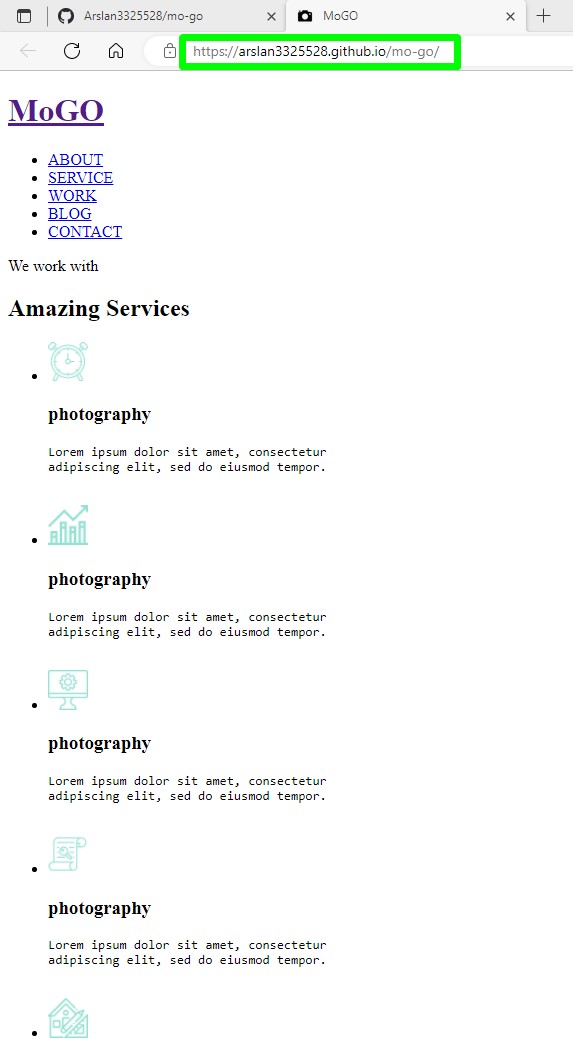 Arslan3325528/mo-go
MoGO
https://arslan3325528.github.io/mo-go/
MoGO
ABOUT
SERVICE
WORK
BLOG
CONTACT
We work with
Amazing Services
photography
Lorem ipsum dolor sit amet, consectetur
adipiscing elit, sed do eiusmod tempor.
photography
Lorem ipsum dolor sit amet, consectetur
adipiscing elit, sed do eiusmod tempor.
photography
Lorem ipsum dolor sit amet, consectetur
adipiscing elit, sed do eiusmod tempor.
photography
Lorem ipsum dolor sit amet, consectetur
adipiscing elit, sed do eiusmod tempor.